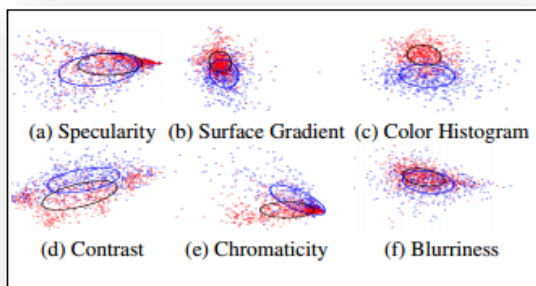 (a) Specularity (b) Surface Gradient (c) Color Histogram
(d) Contrast (e) Chromaticity (f) Blurriness